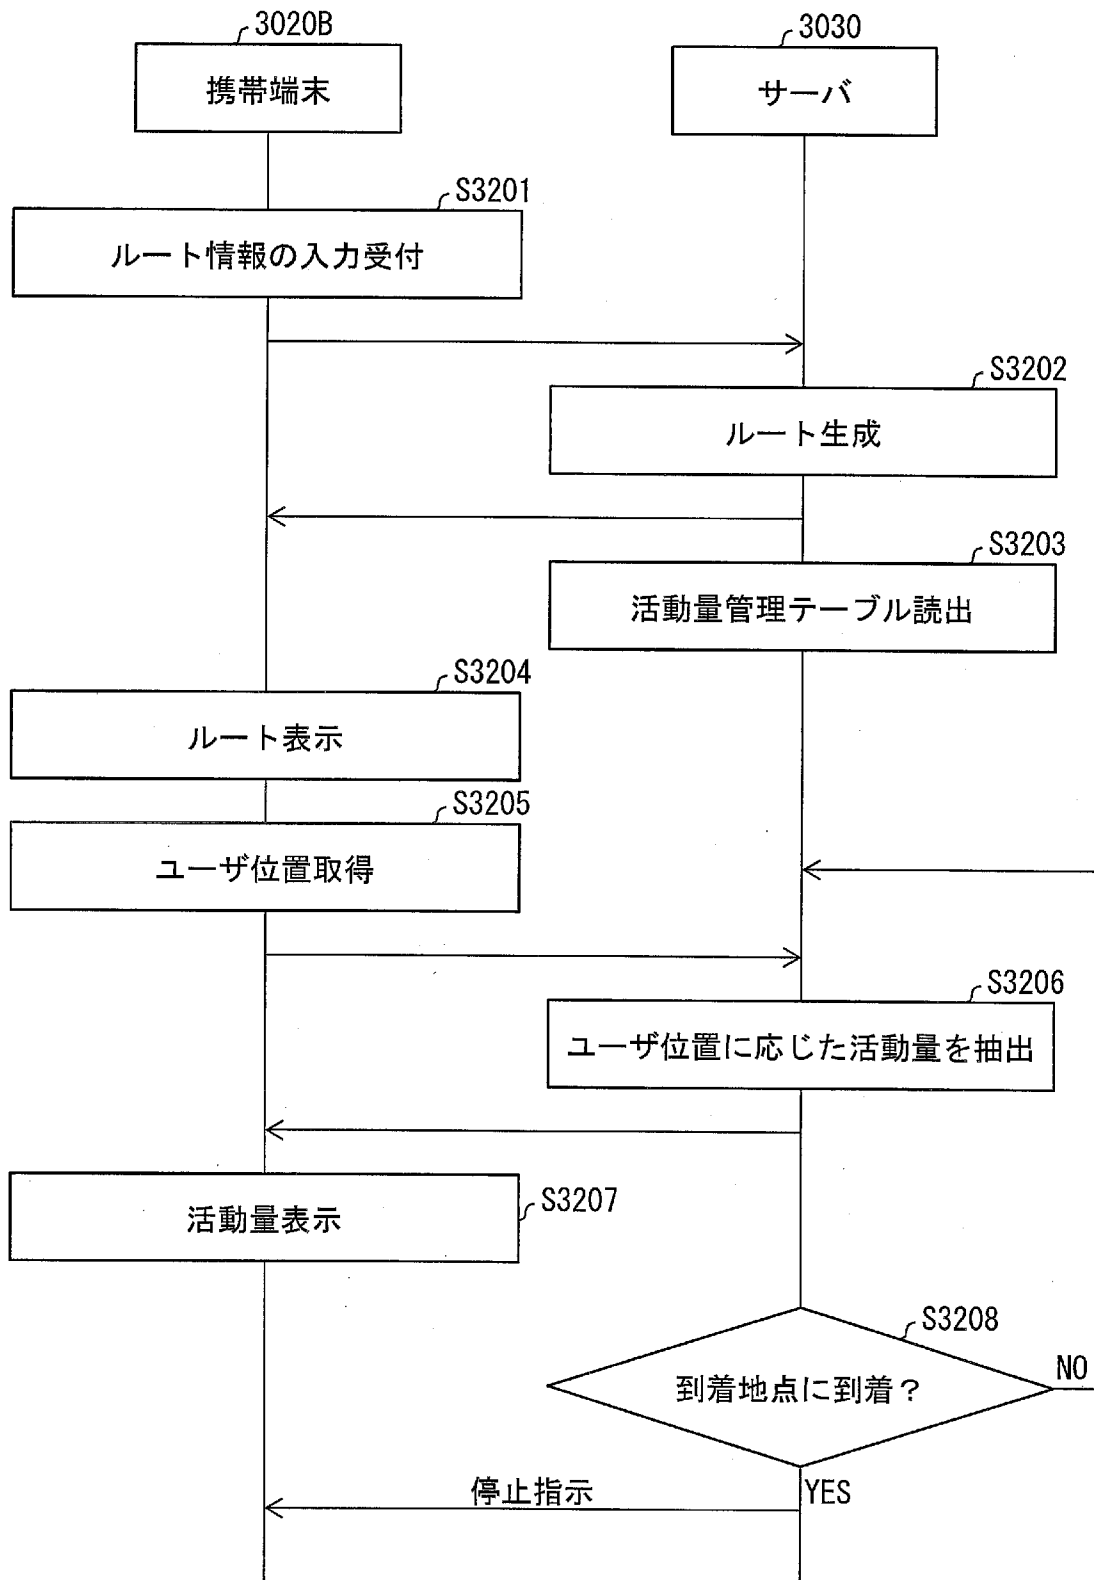 3020B
3030
携帯端末
サーバ
S3201
ルート情報の入力受付
S3202
ルート生成
S3203
活動量管理テーブル読出
S3204
ルート表示
S3205
ユーザ位置取得
S3206
ユーザ位置に応じた活動量を抽出
S3207
活動量表示
S3208
到着地点に到着？
NO
停止指示
YES